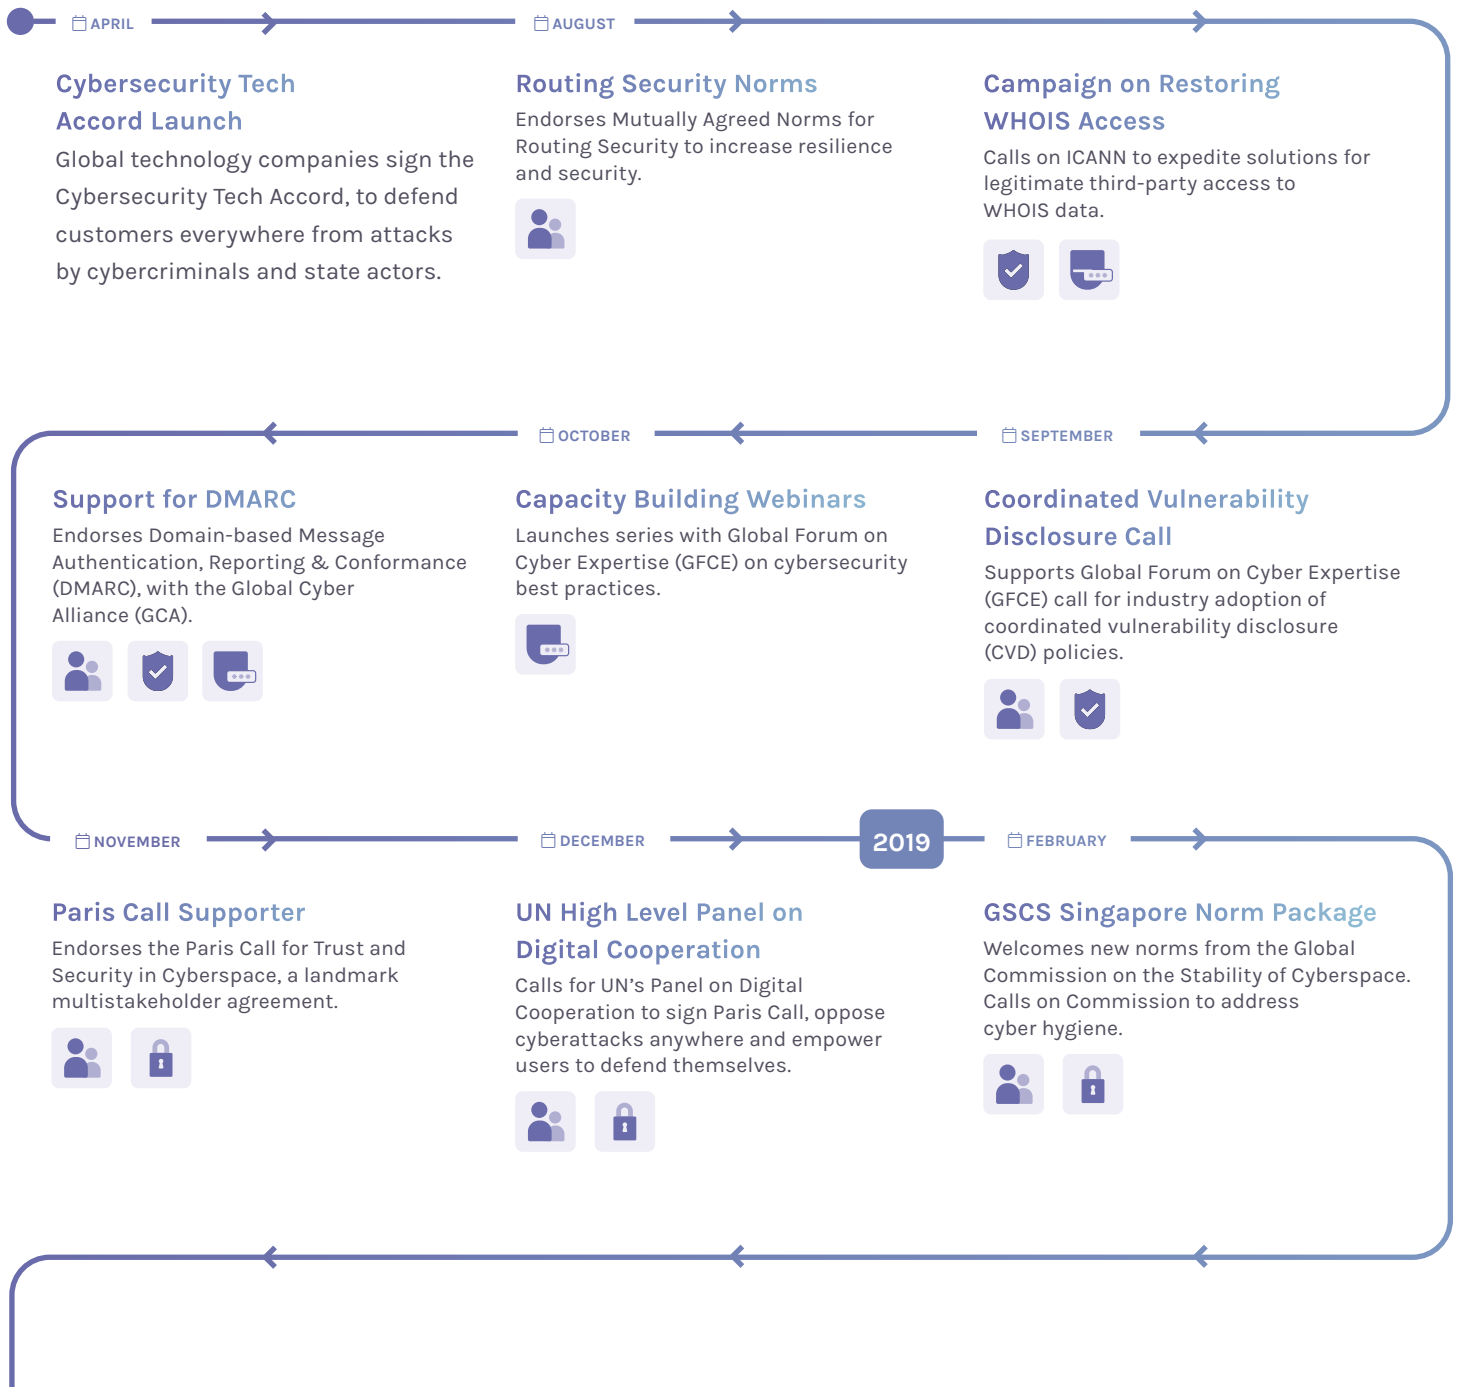 APRIL
Cybersecurity Tech
Accord Launch
Global technology companies sign the
Cybersecurity Tech Accord, to defend
customers everywhere from attacks
by cybercriminals and state actors.
AUGUST
Routing Security Norms
Endorses Mutually Agreed Norms for
Routing Security to increase resilience
and security.
Campaign on Restoring
WHOIS Access
Calls on ICANN to expedite solutions for
legitimate third-party access to
WHOIS data.
SEPTEMBER
Coordinated Vulnerability
Disclosure Call
Supports Global Forum on Cyber Expertise
(GFCE) call for industry adoption of
coordinated vulnerability disclosure
(CVD) policies.
OCTOBER
Capacity Building Webinars
Launches series with Global Forum on
Cyber Expertise (GFCE) on cybersecurity
best practices.
Support for DMARC
Endorses Domain-based Message
Authentication, Reporting & Conformance
(DMARC), with the Global Cyber
Alliance (GCA).
NOVEMBER
Paris Call Supporter
Endorses the Paris Call for Trust and
Security in Cyberspace, a landmark
multistakeholder agreement.
DECEMBER
UN High Level Panel on
Digital Cooperation
Calls for UN's Panel on Digital
Cooperation to sign Paris Call, oppose
cyberattacks anywhere and empower
users to defend themselves.
2019
FEBRUARY
GSCS Singapore Norm Package
Welcomes new norms from the Global
Commission on the Stability of Cyberspace.
Calls on Commission to address
cyber hygiene.